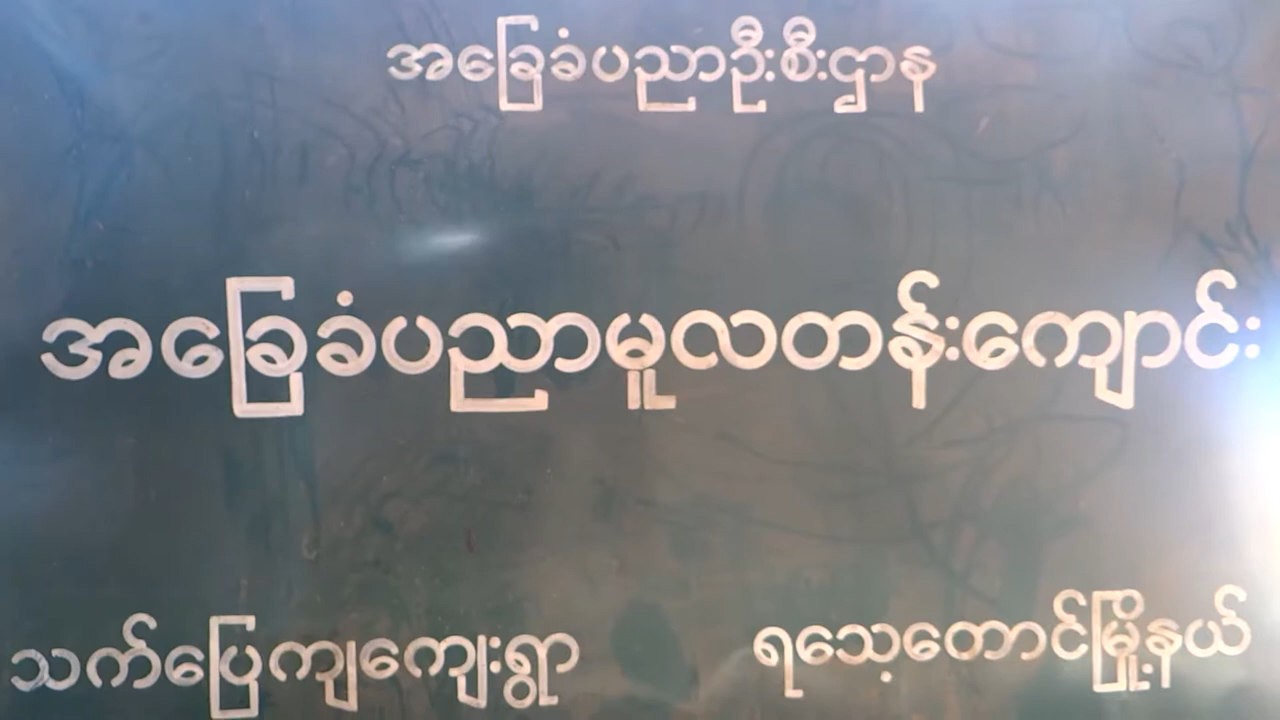 အခြေခံပညာဦးစီးဌာန
အခြေခံပညာမူလတန်းကျောင်း
သက်ပြေကျကျေးရွာ ရသေ့တောင်မြို့နယ်